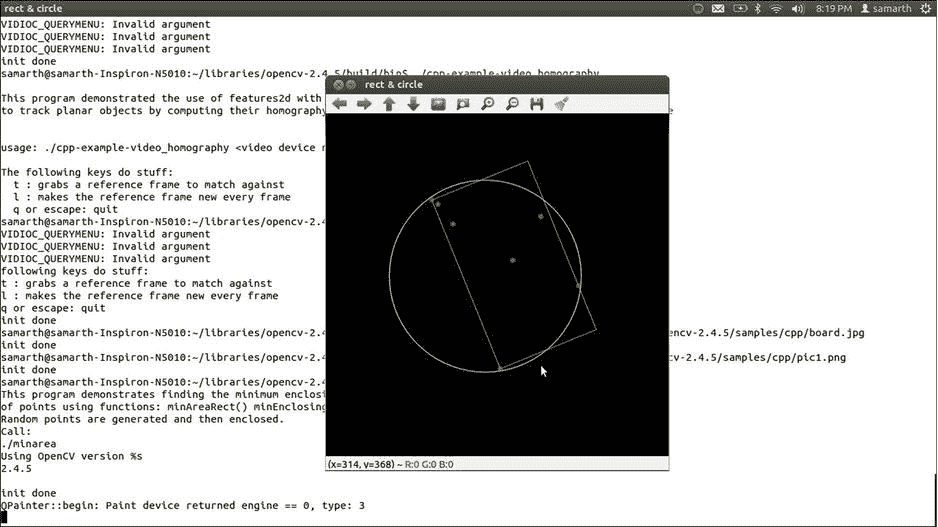 rect & circle
8:19 PM samarth
VIDIOC_QUERYMENU: Invalid argument
VIDIOC_QUERYMENU: Invalid argument
VIDIOC_QUERYMENU: Invalid argument
init done
samarth@samarth-Inspiron-N5010:~/libraries/opencv-2.4.5/build/bin$ ./cpp-example-video_homography
rect & circle
This program demonstrated the use of features2d with
to track planar objects by computing their homography
usage: ./cpp-example-video_homography <video device
The following keys do stuff:
t : grabs a reference frame to match against
l : makes the reference frame new every frame
q or escape: quit
samarth@samarth-Inspiron-N5010:~/libraries/opencv-2.4.
VIDIOC_QUERYMENU: Invalid argument
VIDIOC_QUERYMENU: Invalid argument
VIDIOC_QUERYMENU: Invalid argument
following keys do stuff:
t : grabs a reference frame to match against
l : makes the reference frame new every frame
q or escape: quit
init done
samarth@samarth-Inspiron-N5010:~/libraries/opencv-2.4. encv-2.4.5/samples/cpp/board.jpg
init done
samarth@samarth-Inspiron-N5010:~/libraries/opencv-2.4. cv-2.4.5/samples/cpp/pic1.png
init done
samarth@samarth-Inspiron-N5010:~/libraries/opencv-2.4.
This program demonstrates finding the minimum enclosi
of points using functions: minAreaRect() minEnclosing
Random points are generated and then enclosed.
Call:
./minarea
Using OpenCV version %s
2.4.5
(x=314, y=368) ~ R:0 G:0 B:0
init done
QPainter::begin: Paint device returned engine == 0, type: 3